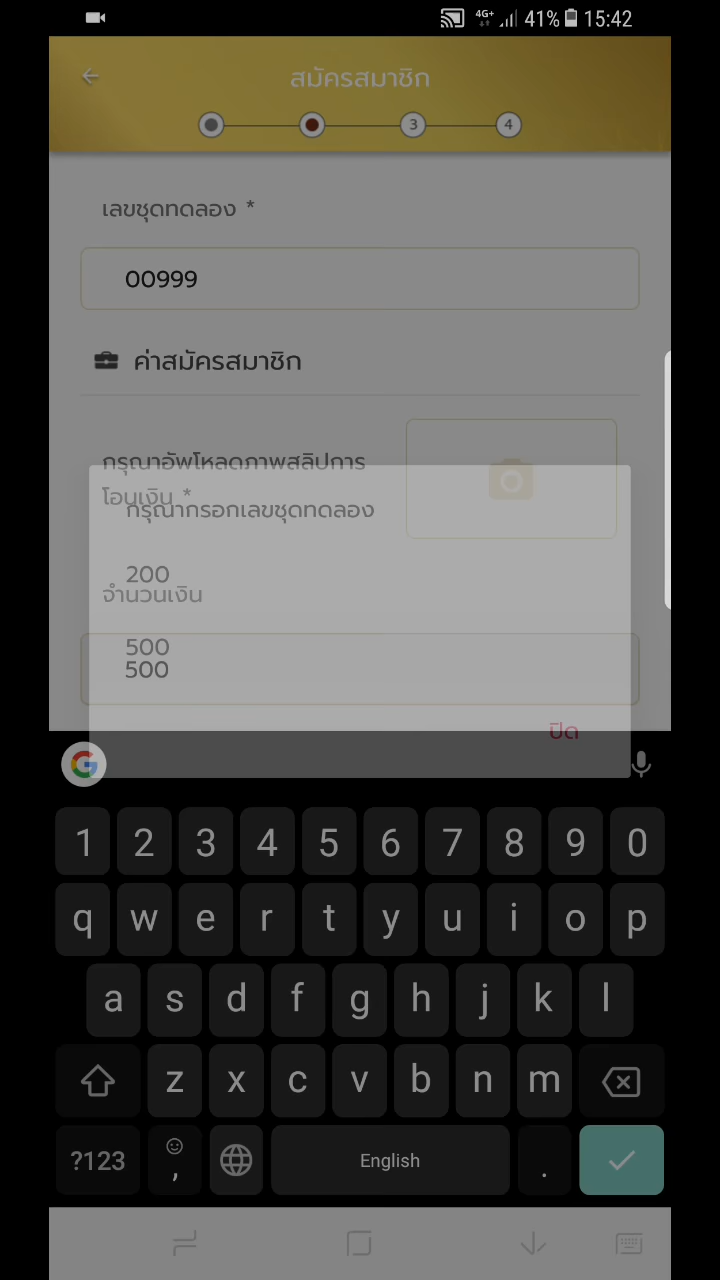 4G+ 41% 15:42
สมัครสมาชิก
3 4
เลขชุดทดลอง *
00999
ค่าสมัครสมาชิก
กรุณาอัพโหลดภาพสลิปการ
โอนเงิน *
กรุณากรอกเลขชุดทดลอง
200
จำนวนเงิน
500
500
ปิด
G
1 2 3 4 5 6 7 8 9 0
q w e r t y u i o p
a s d f g h j k l
z x c v b n m
?123 , English .